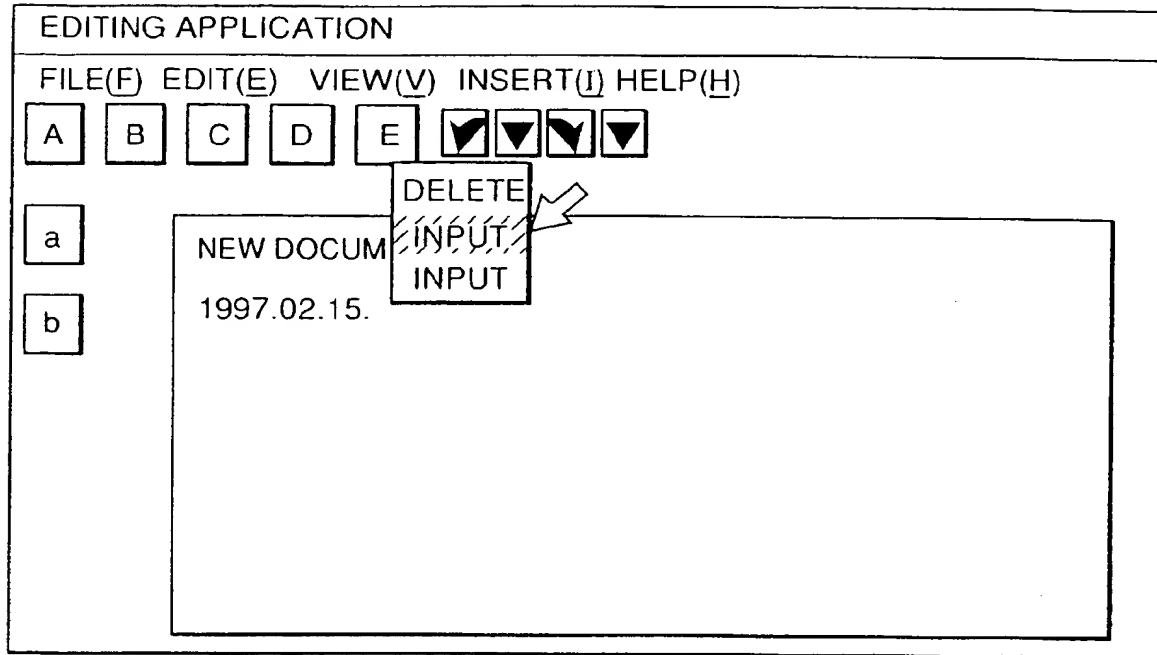 EDITING APPLICATION
FILE(F) EDIT(E) VIEW(V) INSERT(I) HELP(H)
A B C D E
DELETE
INPUT
INPUT
a
b
NEW DOCUM
1997.02.15.